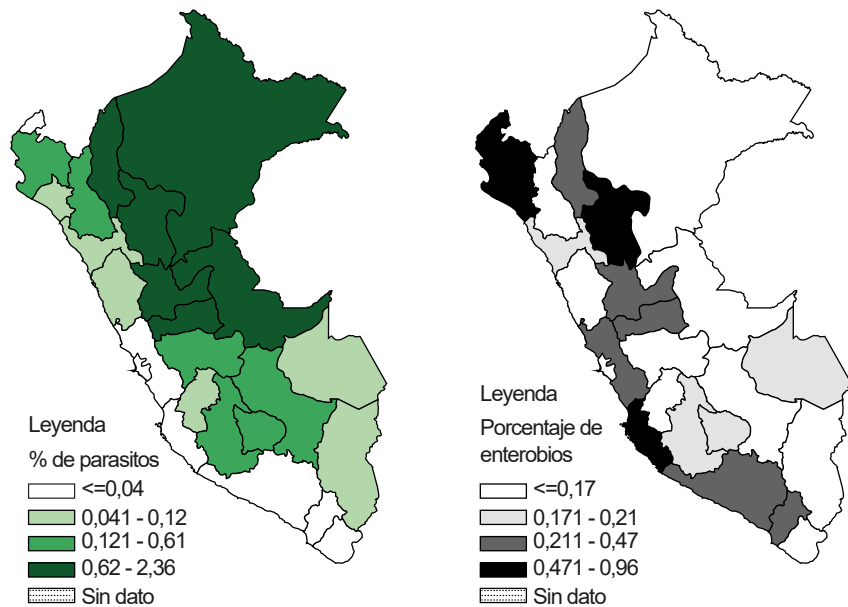 Leyenda
% de parasitos
<=0,04
0,041 - 0,12
0,121 - 0,61
0,62 - 2,36
Sin dato
Leyenda
Porcentaje de
enterobios
<=0,17
0,171 - 0,21
0,211 - 0,47
0,471 - 0,96
Sin dato